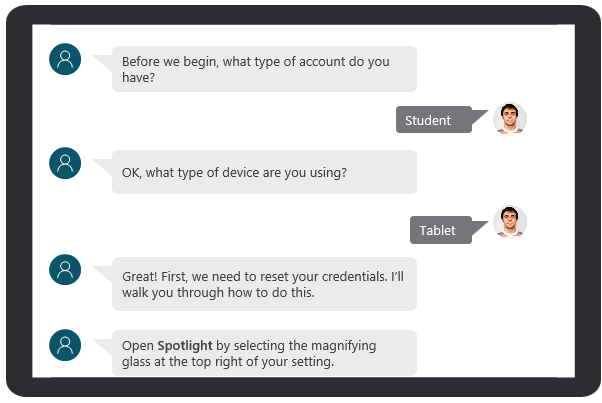 Before we begin, what type of account do you
have?
Student
OK, what type of device are you using?
Tablet
Great! First, we need to reset your credentials. I’ll
walk you through how to do this.
Open Spotlight by selecting the magnifying
glass at the top right of your setting.